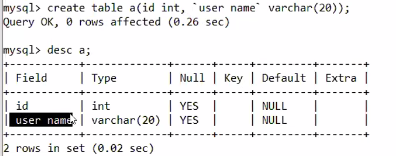 mysql> create table a(id int, `user name` varchar(20));
Query OK, 0 rows affected (0.26 sec)
mysql> desc a;
+-----------+-------------+------+-----+---------+-------+
| Field     | Type        | Null | Key | Default | Extra |
+-----------+-------------+------+-----+---------+-------+
| id        | int         | YES  |     | NULL    |       |
| user name | varchar(20) | YES  |     | NULL    |       |
+-----------+-------------+------+-----+---------+-------+
2 rows in set (0.02 sec)